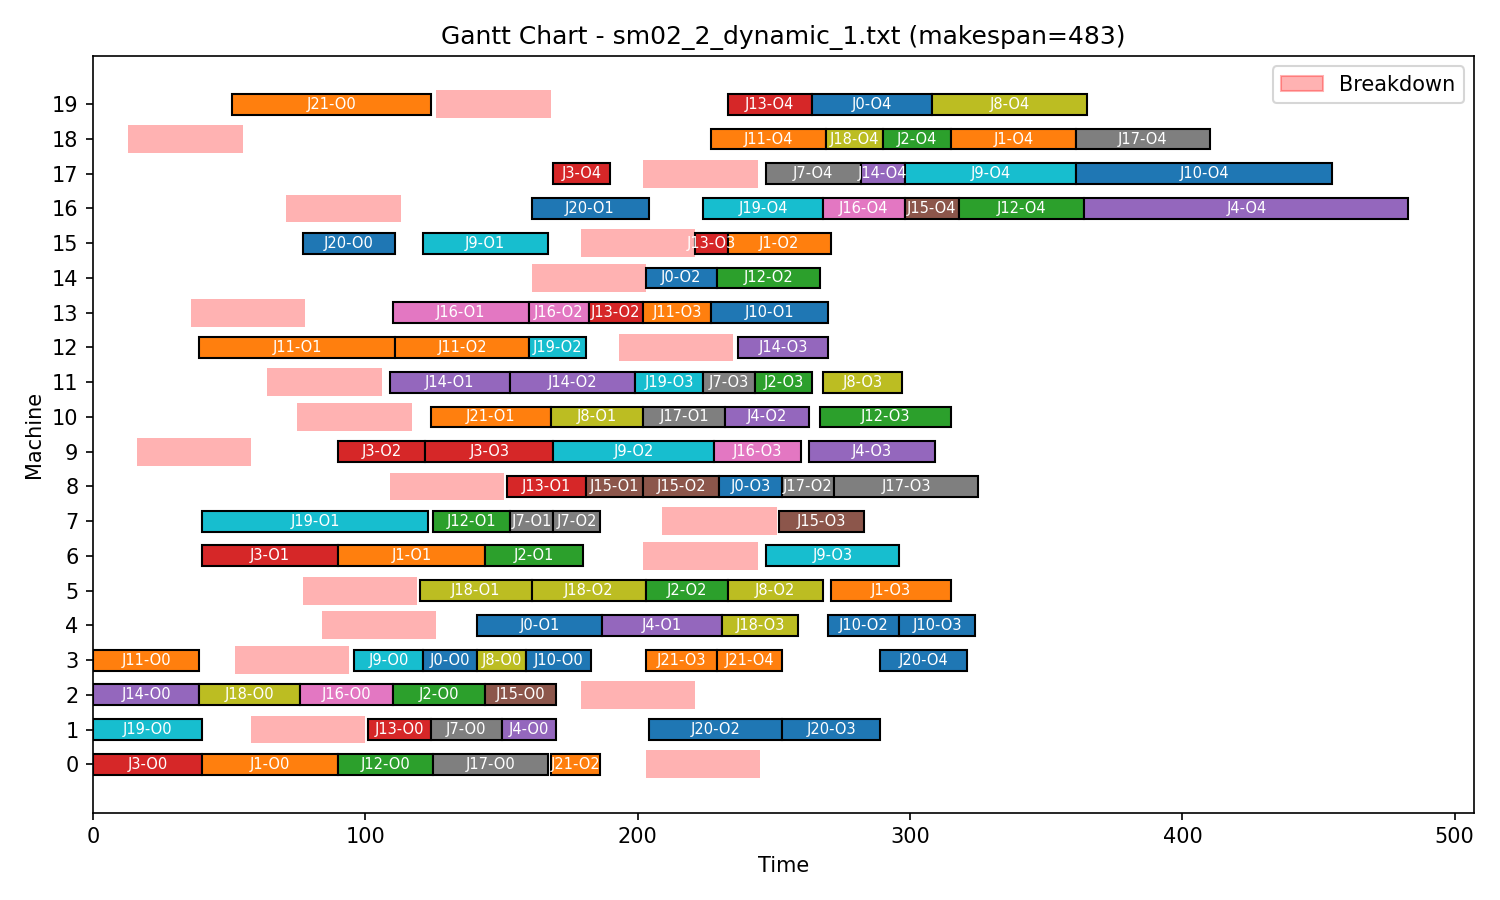 Gantt Chart - sm02_2_dynamic_1.txt (makespan=483)
Breakdown
19 J21-O0 J13-O4 J0-O4 J8-O4
18 J11-O4 J18-O4 J2-O4 J1-O4 J17-O4
17 J3-O4 J7-O4 J14-O4 J9-O4 J10-O4
16 J20-O1 J19-O4 J16-O4 J15-O4 J12-O4 J4-O4
15 J20-O0 J9-O1 J13-O3 J1-O2
14 J0-O2 J12-O2
13 J16-O1 J16-O2 J13-O2 J11-O3 J10-O1
12 J11-O1 J11-O2 J19-O2 J14-O3
11 J14-O1 J14-O2 J19-O3 J7-O3 J2-O3 J8-O3
10 J21-O1 J8-O1 J17-O1 J4-O2 J12-O3
9 J3-O2 J3-O3 J9-O2 J16-O3 J4-O3
8 J13-O1 J15-O1 J15-O2 J0-O3 J17-O2 J17-O3
7 J19-O1 J12-O1 J7-O1 J7-O2 J15-O3
6 J3-O1 J1-O1 J2-O1 J9-O3
5 J18-O1 J18-O2 J2-O2 J8-O2 J1-O3
4 J0-O1 J4-O1 J18-O3 J10-O2 J10-O3
3 J11-O0 J9-O0 J0-O0 J8-O0 J10-O0 J21-O3 J21-O4 J20-O4
2 J14-O0 J18-O0 J16-O0 J2-O0 J15-O0
1 J19-O0 J13-O0 J7-O0 J4-O0 J20-O2 J20-O3
0 J3-O0 J1-O0 J12-O0 J17-O0 J21-O2
Machine
0 100 200 300 400 500
Time